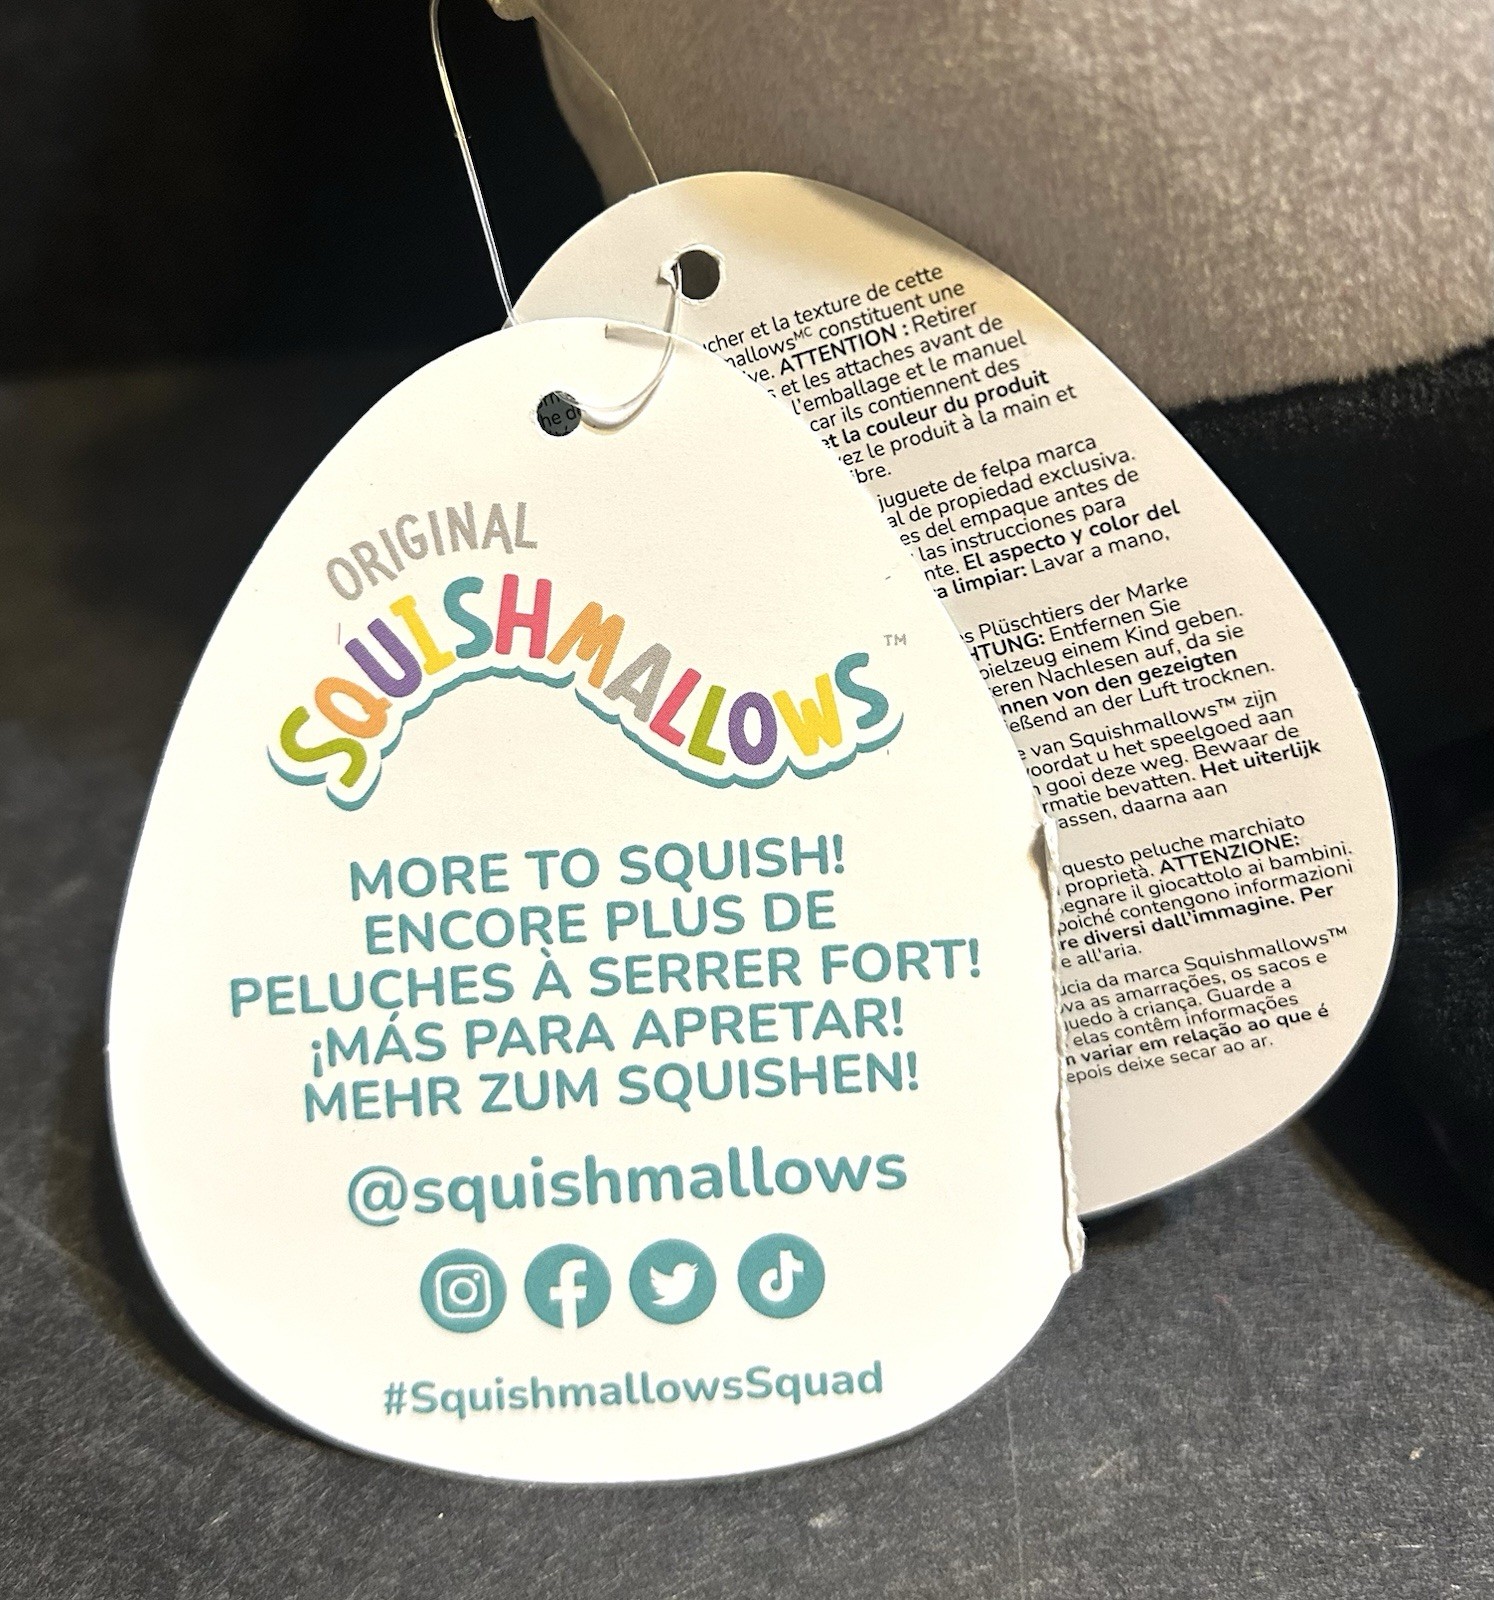 ORIGINAL
SQUISHMALLOWS™
MORE TO SQUISH!
ENCORE PLUS DE
PELUCHES À SERRER FORT!
¡MÁS PARA APRETAR!
MEHR ZUM SQUISHEN!
@squishmallows
#SquishmallowsSquad
et la texture de cette
constituent une
ATTENTION : Retirer
et les attaches avant de
l'emballage et le manuel
car ils contiennent des
et la couleur du produit
le produit à la main et
juguete de felpa marca
de propiedad exclusiva.
del empaque antes de
las instrucciones para
El aspecto y color del
limpiar: Lavar a mano,
Plüschtiers der Marke
Entfernen Sie
einem Kind geben.
Nachlesen auf, da sie
von den gezeigten
an der Luft trocknen.
van Squishmallows™ zijn
u het speelgoed aan
gooi deze weg. Bewaar de
bevatten. Het uiterlijk
daarna aan
questo peluche marchiato
proprietà. ATTENZIONE:
il giocattolo ai bambini.
poiché contengono informazioni
diversi dall'immagine. Per
e all'aria.
da marca Squishmallows™
as amarrações, os sacos e
à criança. Guarde a
elas contêm informações
variar em relação ao que é
deixe secar ao ar.